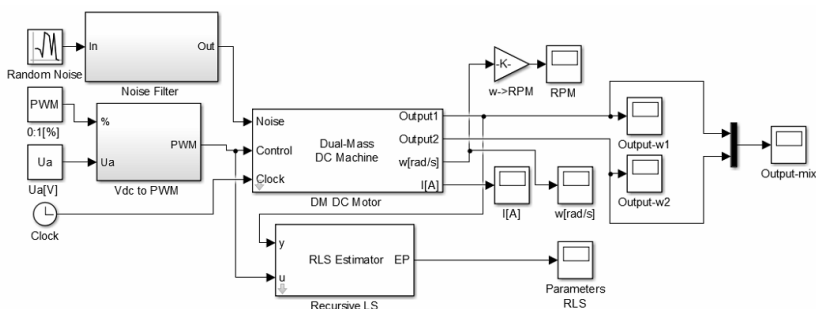 In
Out
Random Noise
Noise Filter
PWM
0:1[%]
%
PWM
Ua
Ua
Ua[V]
Vdc to PWM
Clock
Noise
Control
Clock
Dual-Mass
DC Machine
Output1
Output2
w[rad/s]
I[A]
DM DC Motor
-K-
w->RPM
RPM
Output-w1
Output-w2
Output-mix
I[A]
w[rad/s]
y
u
RLS Estimator
EP
Recursive LS
Parameters
RLS